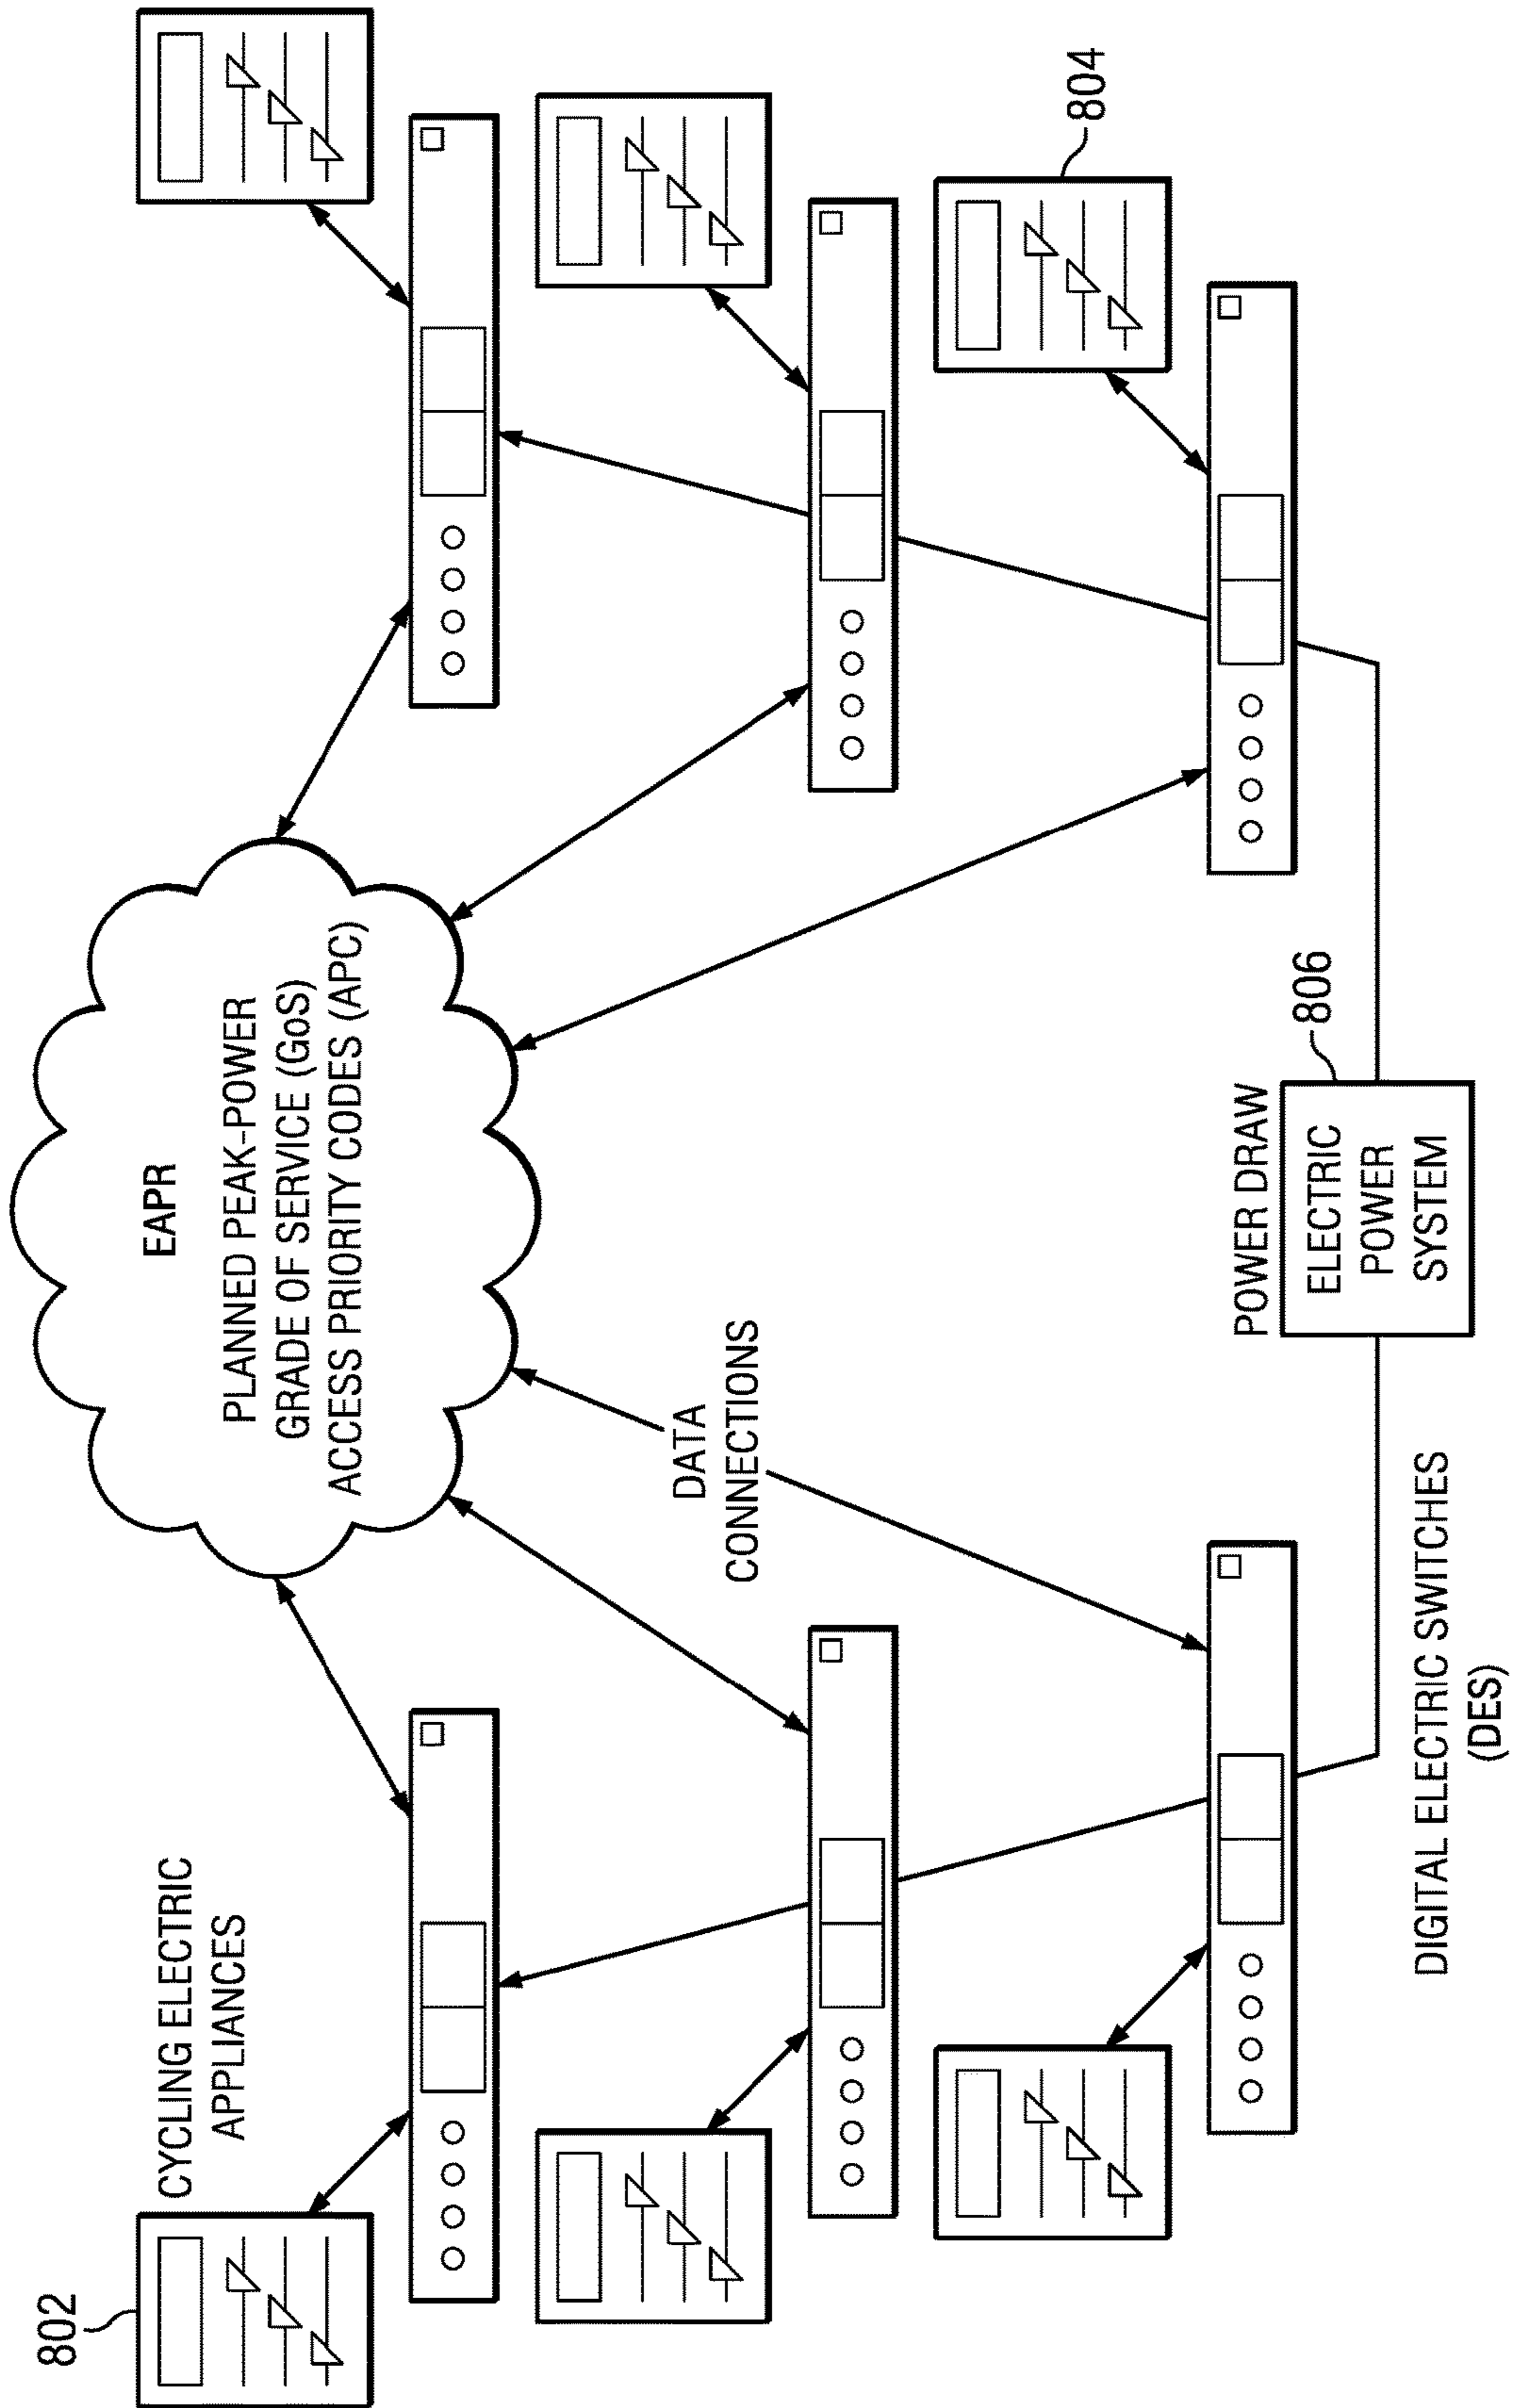 802
CYCLING ELECTRIC
APPLIANCES
EAPR
PLANNED PEAK-POWER
GRADE OF SERVICE (GoS)
ACCESS PRIORITY CODES (APC)
DATA
CONNECTIONS
804
POWER DRAW
806
ELECTRIC
POWER
SYSTEM
DIGITAL ELECTRIC SWITCHES
(DES)